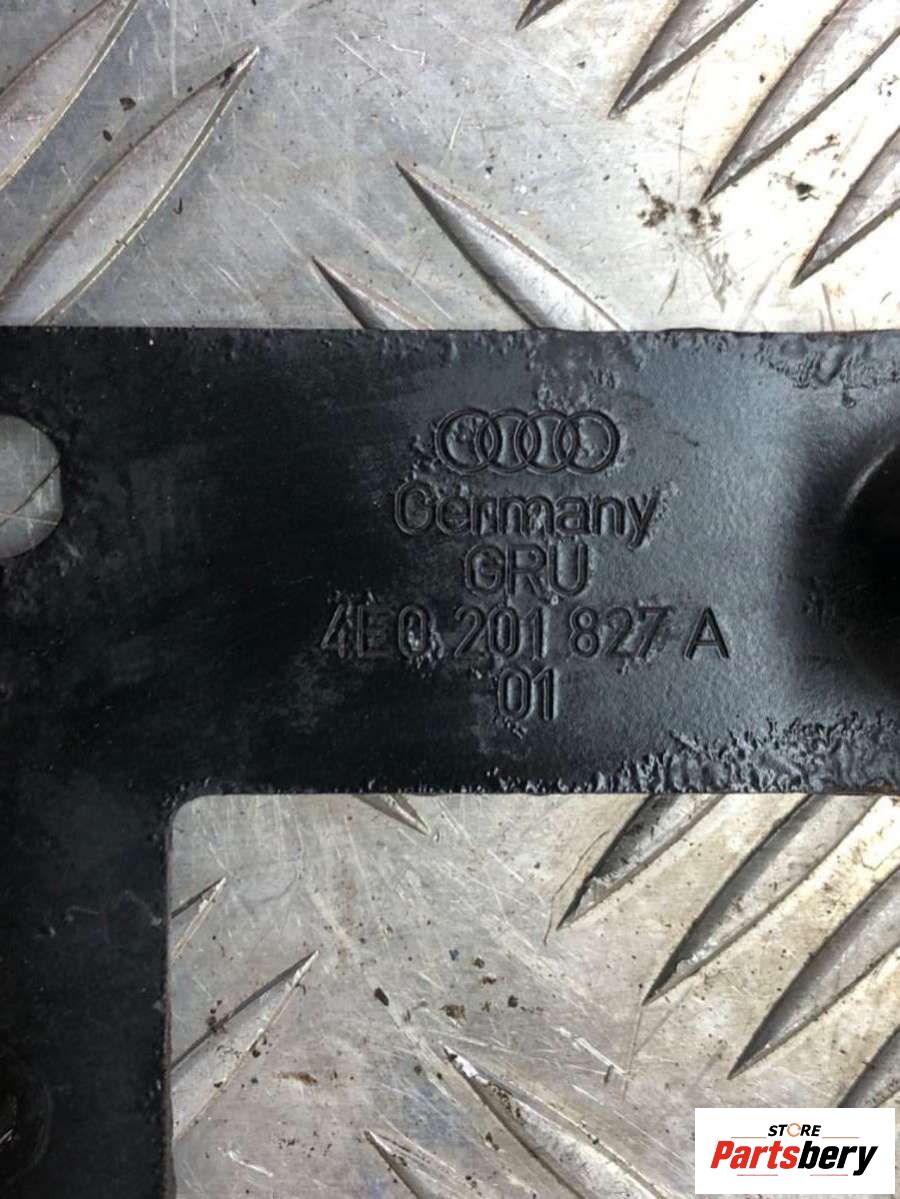 Germany
GRU
4E0 201 827 A
01
STORE
Partsbery